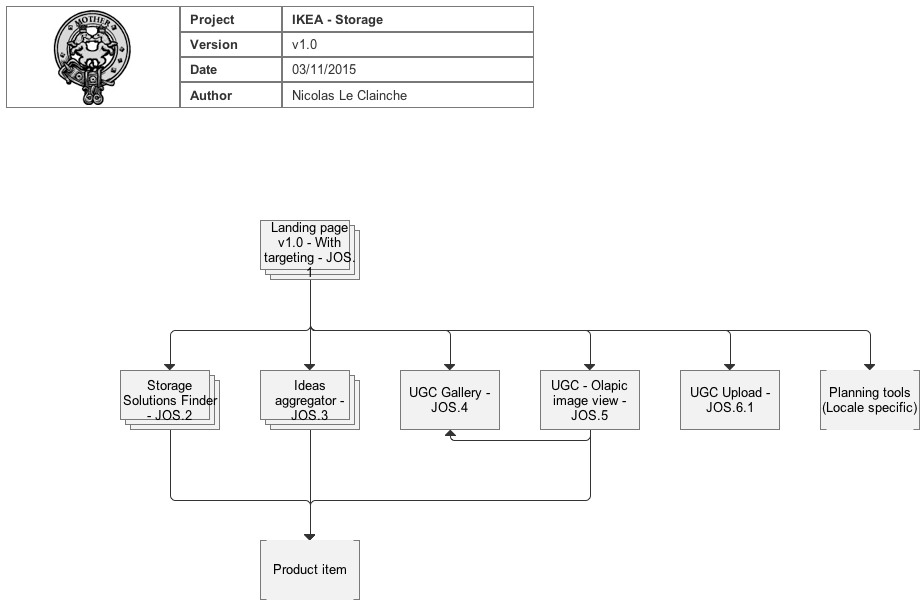 MOTHER
Project IKEA - Storage
Version v1.0
Date 03/11/2015
Author Nicolas Le Clainche
Landing page
v1.0 - With
targeting - JOS.
1
Storage
Solutions Finder
- JOS.2
Ideas
aggregator -
JOS.3
UGC Gallery -
JOS.4
UGC - Olapic
image view -
JOS.5
UGC Upload -
JOS.6.1
Planning tools
(Locale specific)
Product item